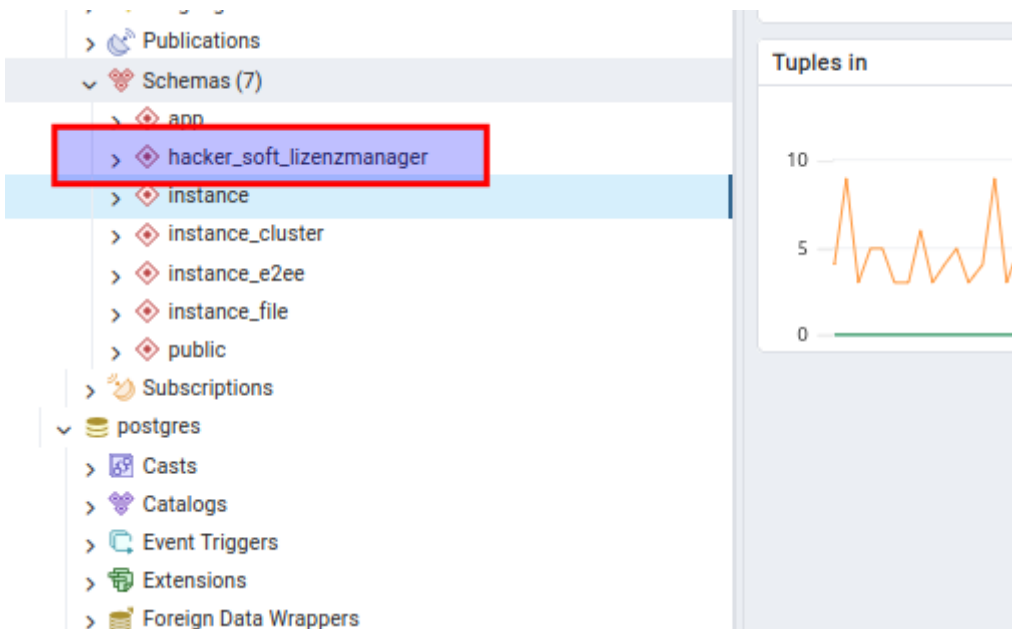 Publications
Schemas (7)
app
hacker_soft_lizenzmanager
instance
instance_cluster
instance_e2ee
instance_file
public
Subscriptions
postgres
Casts
Catalogs
Event Triggers
Extensions
Foreign Data Wrappers
Tuples in
10
5
0